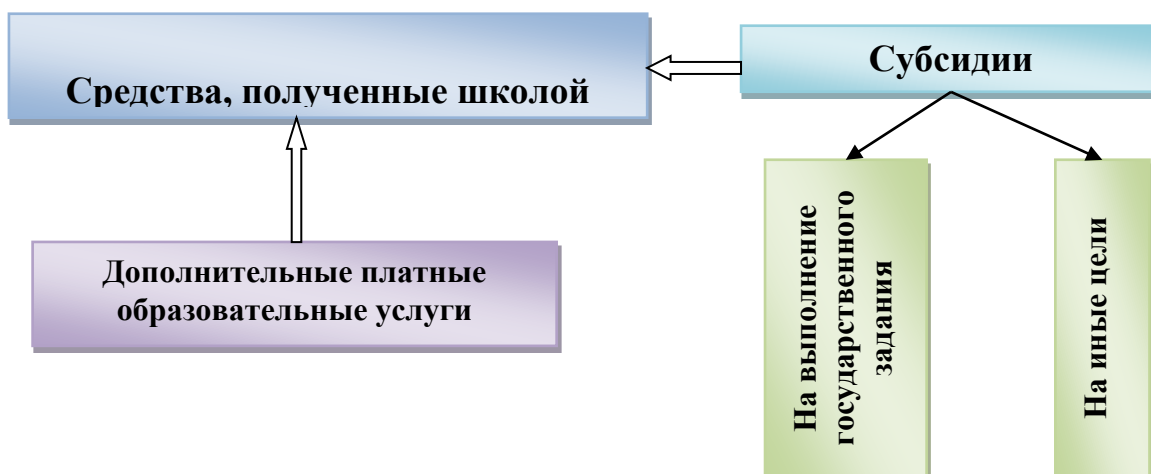 Средства, полученные школой
Субсидии
Дополнительные платные
образовательные услуги
На выполнение
государственного
задания
На иные цели